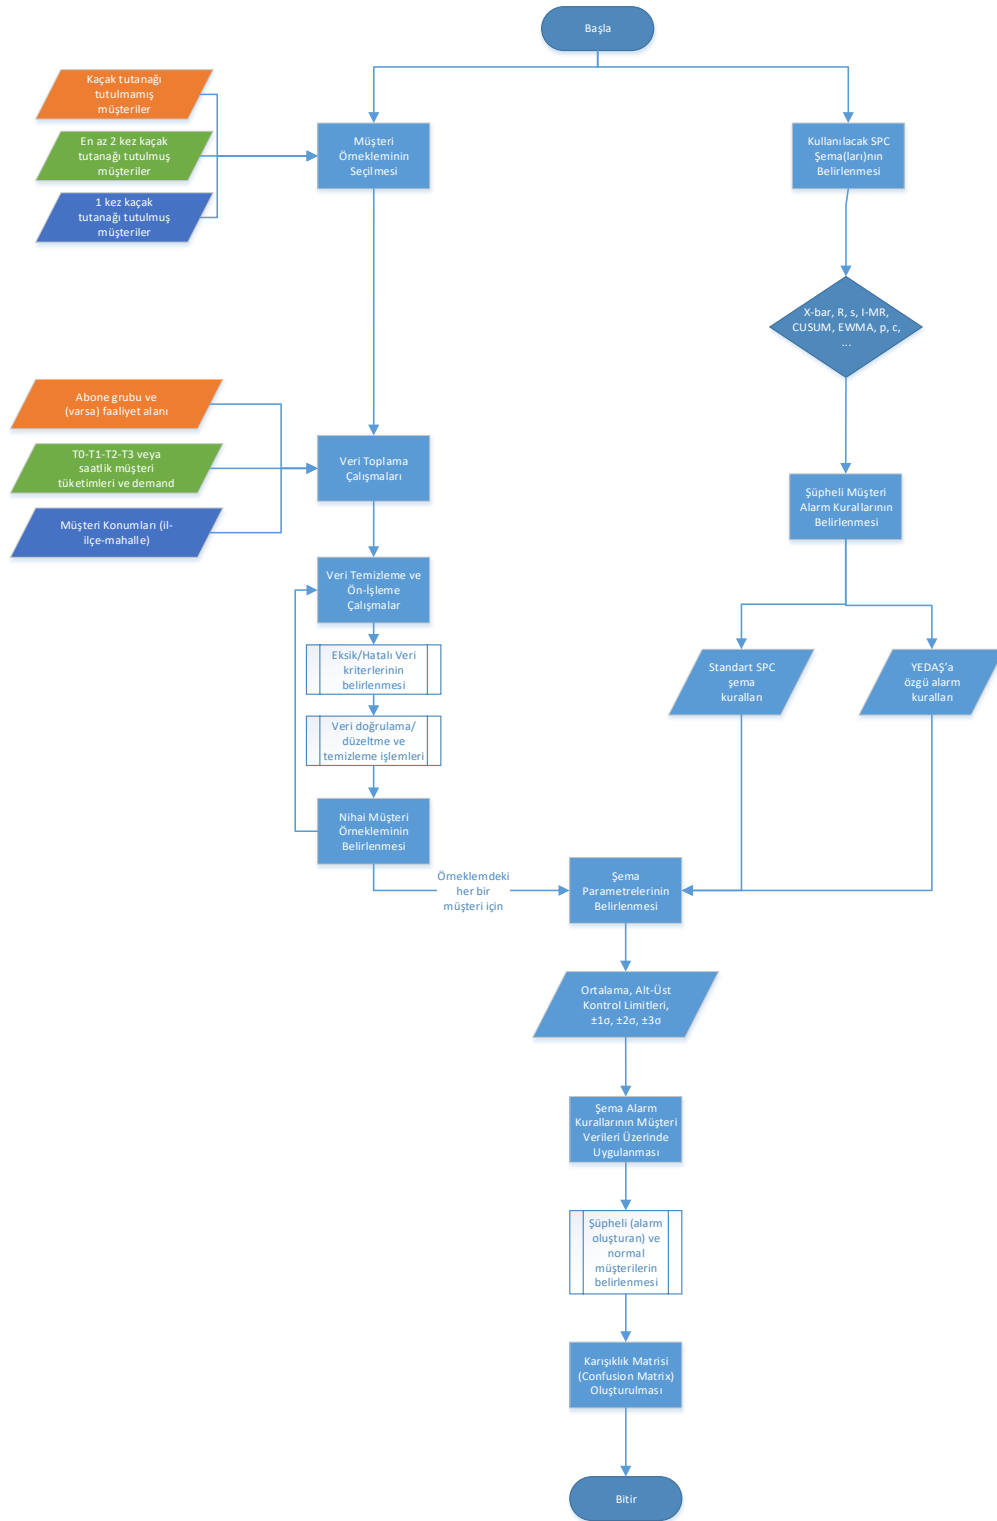 Başla
Kaçak tutanağı
tutulmamış
müşteriler
En az 2 kez kaçak
tutanağı tutulmuş
müşteriler
1 kez kaçak
tutanağı tutulmuş
müşteriler
Müşteri
Örnekleminin
Seçilmesi
Kullanılacak SPC
Şema(ları)nın
Belirlenmesi
X-bar, R, s, I-MR,
CUSUM, EWMA, p, c,
...
Abone grubu ve
(varsa) faaliyet alanı
T0-T1-T2-T3 veya
saatlik müşteri
tüketimleri ve demand
Müşteri Konumları (il-
ilçe-mahalle)
Veri Toplama
Çalışmaları
Şüpheli Müşteri
Alarm Kurallarının
Belirlenmesi
Veri Temizleme ve
Ön-İşleme
Çalışmalar
Eksik/Hatalı Veri
kriterlerinin
belirlenmesi
Veri doğrulama/
düzeltme ve
temizleme işlemleri
Standart SPC
şema
kuralları
YEDAŞ’a
özgü alarm
kuralları
Nihai Müşteri
Örnekleminin
Belirlenmesi
Örneklemdeki
her bir
müşteri için
Şema
Parametrelerinin
Belirlenmesi
Ortalama, Alt-Üst
Kontrol Limitleri,
±1σ, ±2σ, ±3σ
Şema Alarm
Kurallarının Müşteri
Verileri Üzerinde
Uygulanması
Şüpheli (alarm
oluşturan) ve
normal
müşterilerin
belirlenmesi
Karışıklık Matrisi
(Confusion Matrix)
Oluşturulması
Bitir